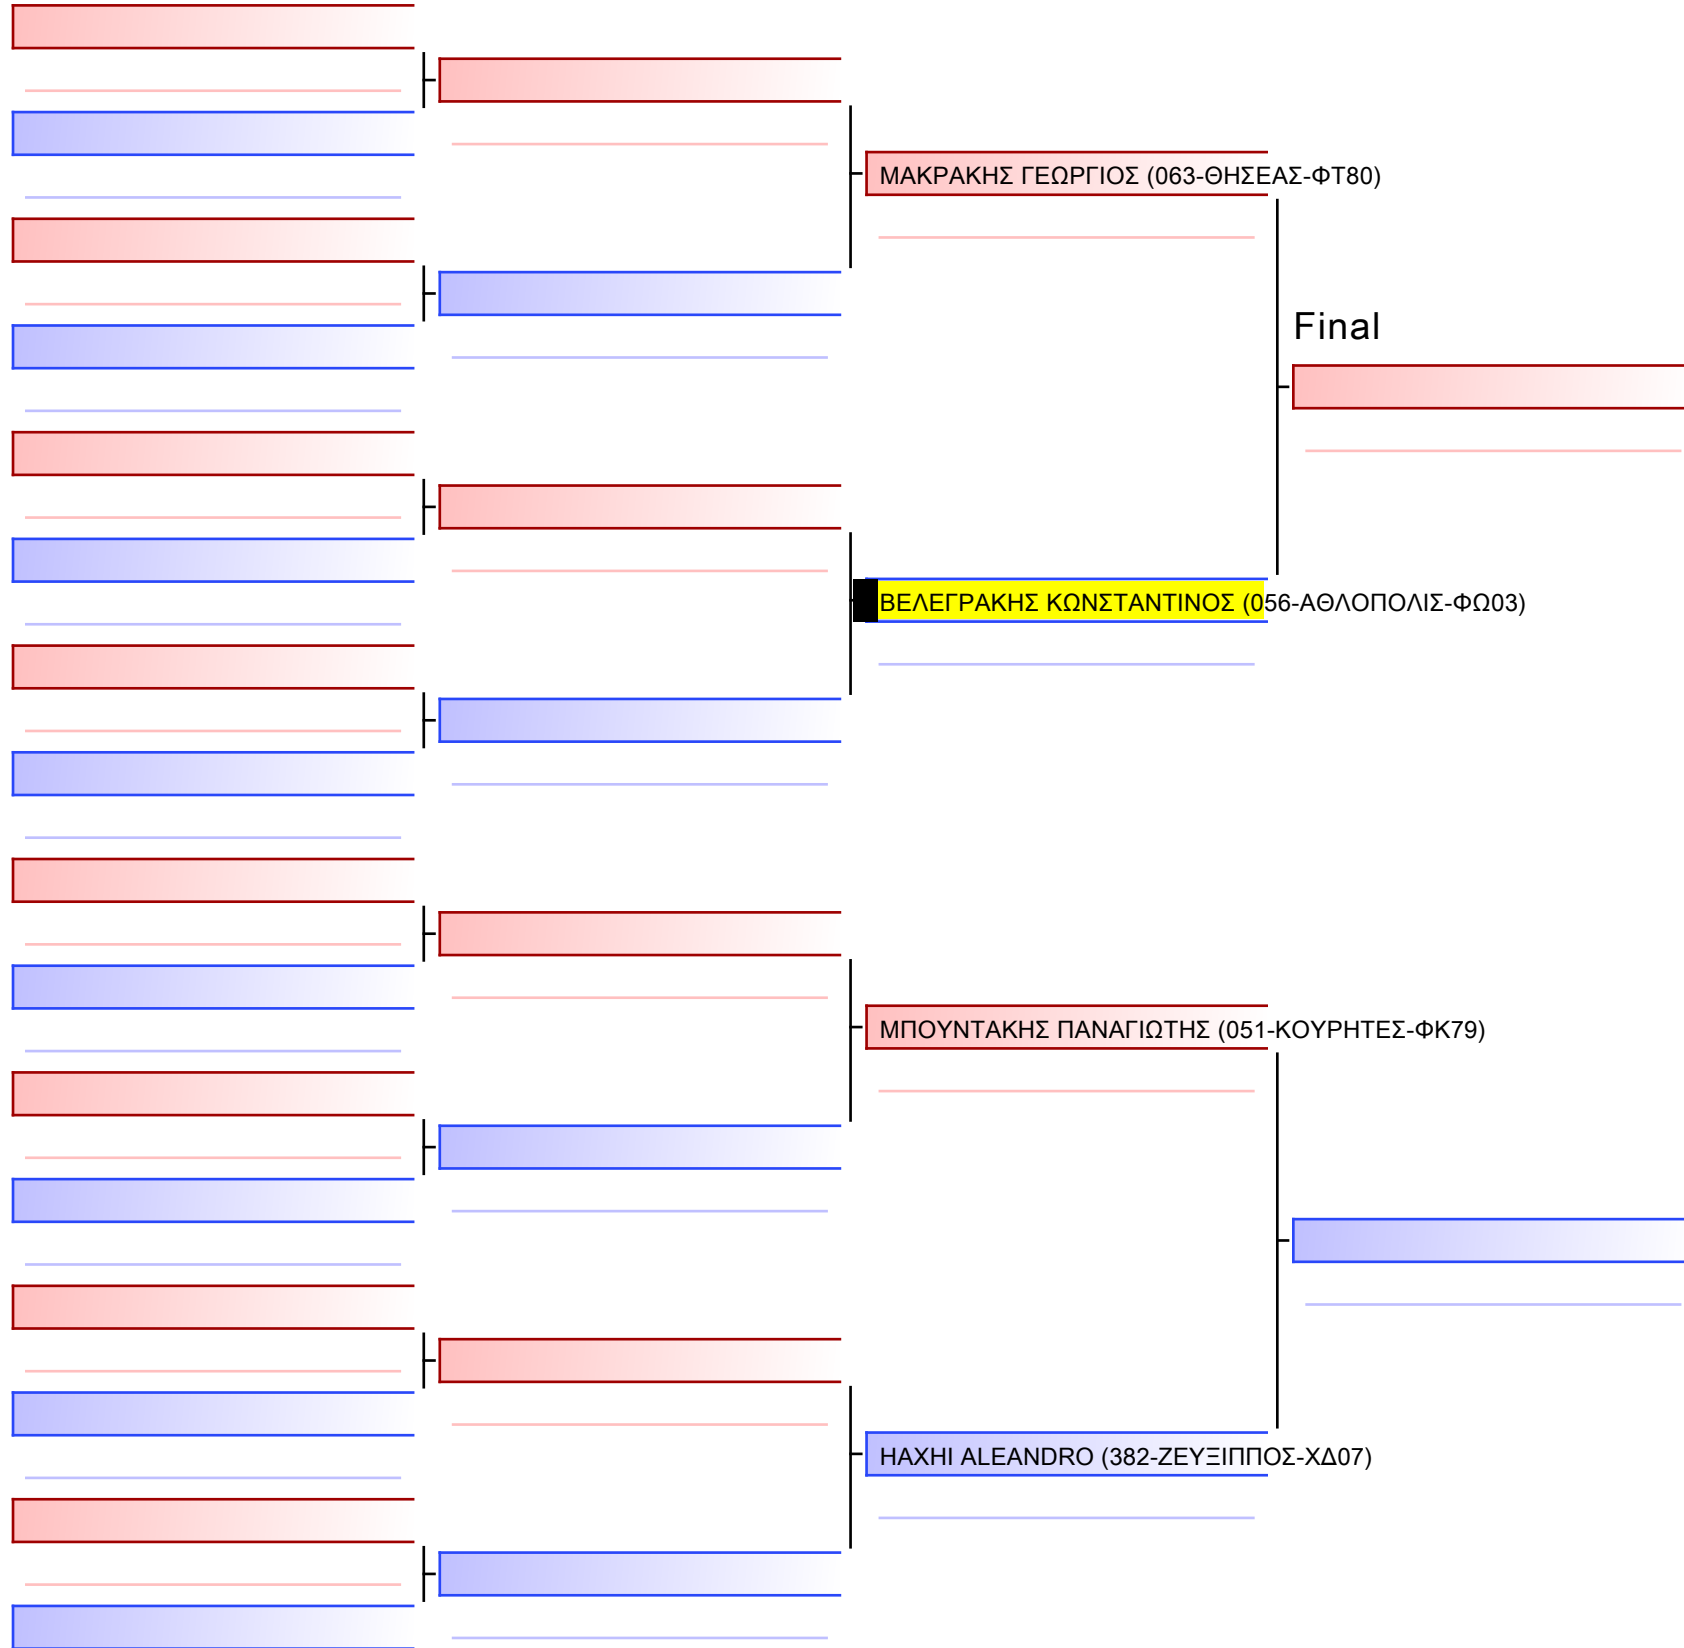 ΜΑΚΡΑΚΗΣ ΓΕΩΡΓΙΟΣ (063-ΘΗΣΕΑΣ-ΦΤ80)
Final
ΒΕΛΕΓΡΑΚΗΣ ΚΩΝΣΤΑΝΤΙΝΟΣ (056-ΑΘΛΟΠΟΛΙΣ-ΦΩ03)
ΜΠΟΥΝΤΑΚΗΣ ΠΑΝΑΓΙΩΤΗΣ (051-ΚΟΥΡΗΤΕΣ-ΦΚ79)
HAXHI ALEANDRO (382-ΖΕΥΞΙΠΠΟΣ-ΧΔ07)